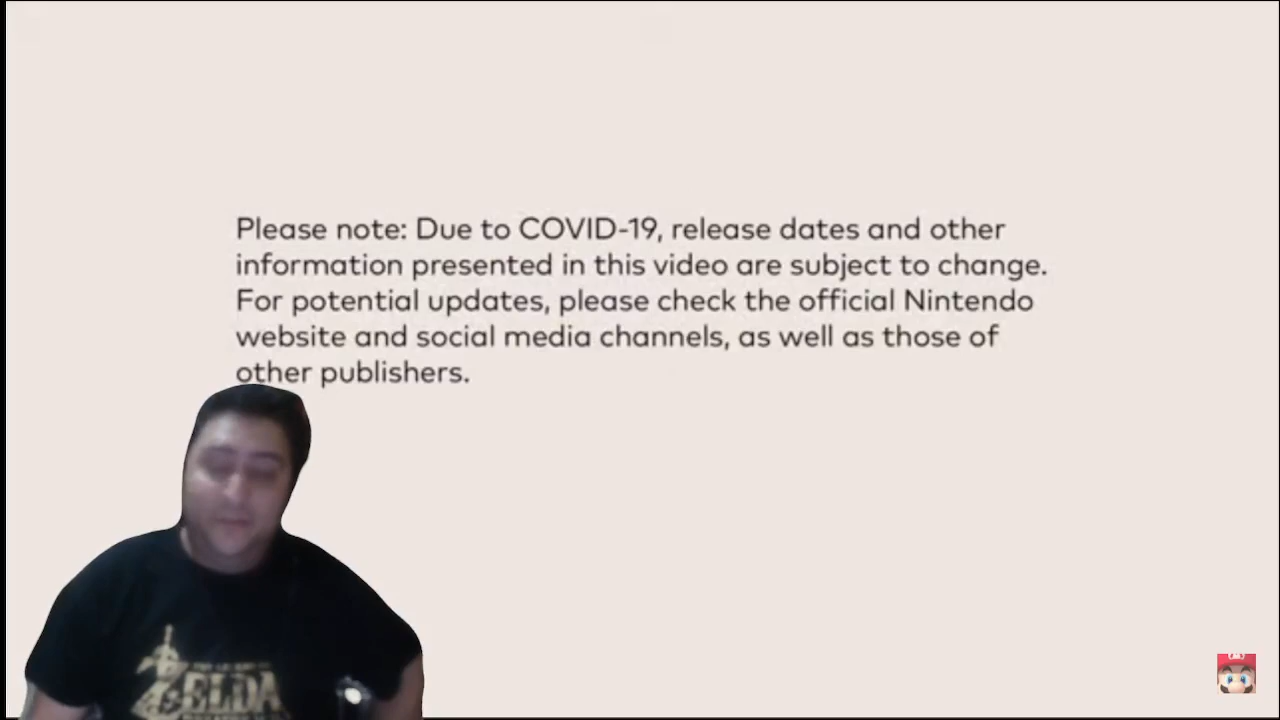 Please note: Due to COVID-19, release dates and other
information presented in this video are subject to change.
For potential updates, please check the official Nintendo
website and social media channels, as well as those of
other publishers.
ZELDA